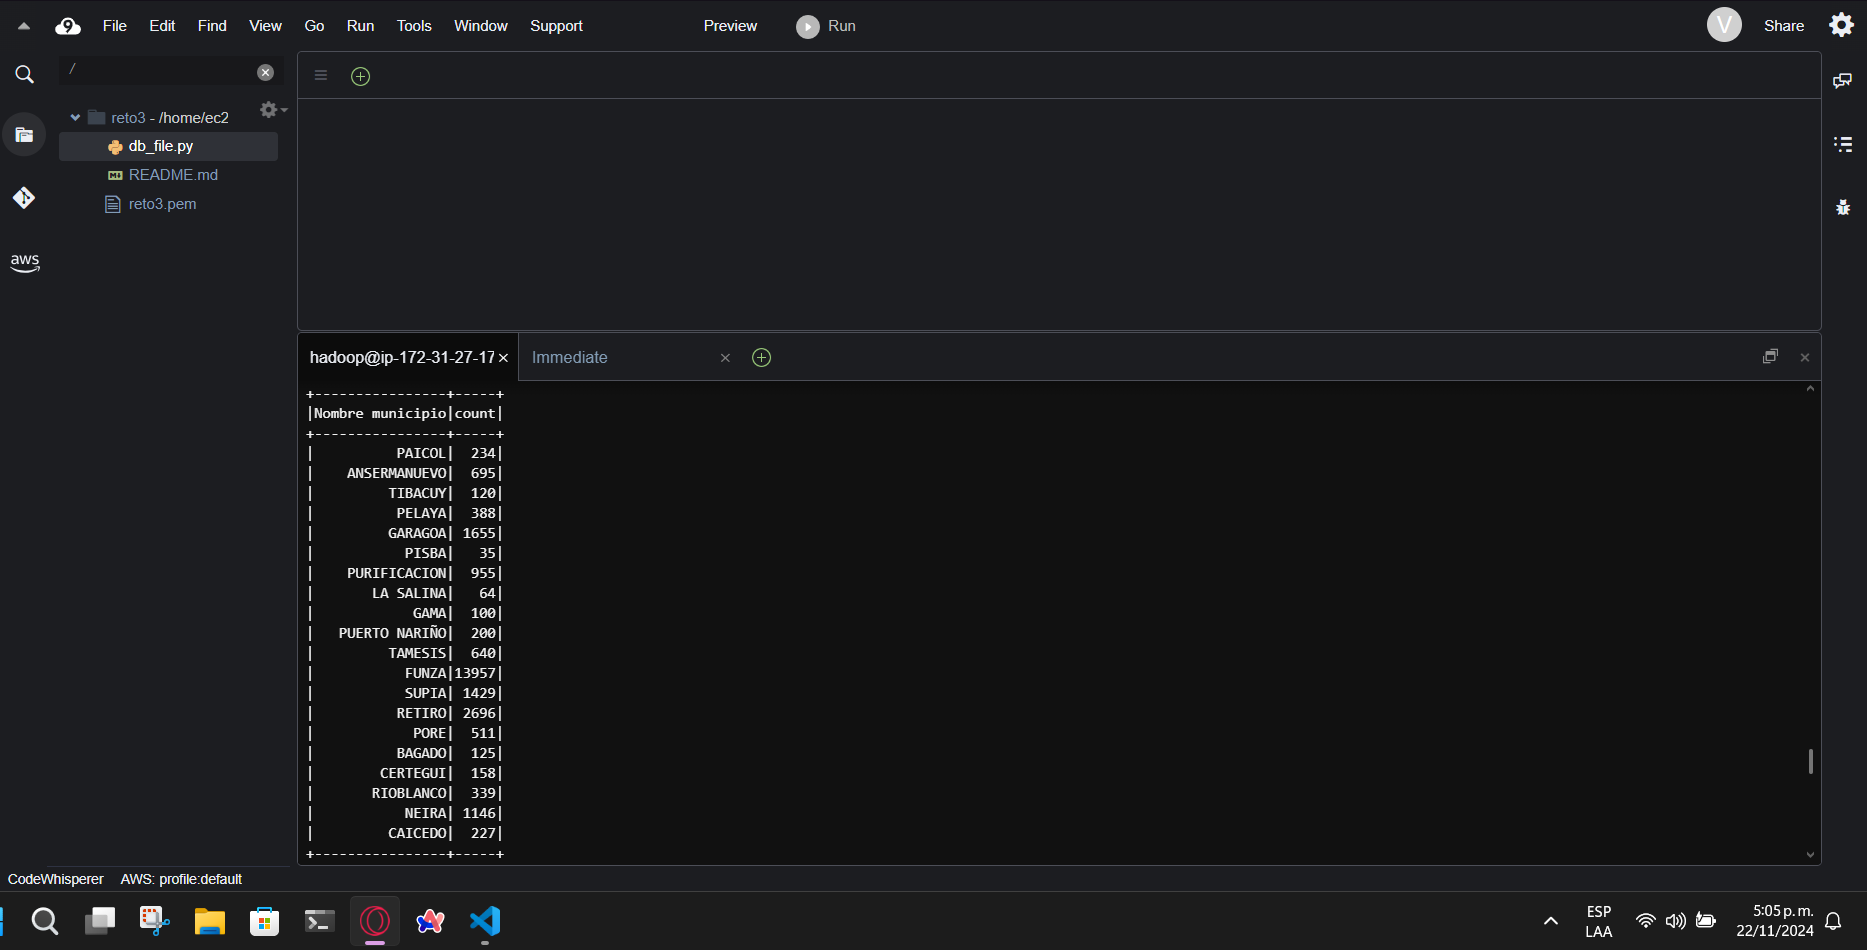 File Edit Find View Go Run Tools Window Support Preview Run V Share
/
reto3 - /home/ec2
db_file.py
README.md
reto3.pem
aws
hadoop@ip-172-31-27-17 Immediate
+----------------+-----+
|Nombre municipio|count|
+----------------+-----+
|          PAICOL|  234|
|    ANSERMANUEVO|  695|
|         TIBACUY|  120|
|          PELAYA|  388|
|         GARAGOA| 1655|
|           PISBA|   35|
|    PURIFICACION|  955|
|       LA SALINA|   64|
|            GAMA|  100|
|   PUERTO NARIÑO|  200|
|         TAMESIS|  640|
|           FUNZA|13957|
|           SUPIA| 1429|
|          RETIRO| 2696|
|            PORE|  511|
|          BAGADO|  125|
|        CERTEGUI|  158|
|       RIOBLANCO|  339|
|           NEIRA| 1146|
|         CAICEDO|  227|
+----------------+-----+
CodeWhisperer AWS: profile:default
ESP
LAA
5:05 p. m.
22/11/2024